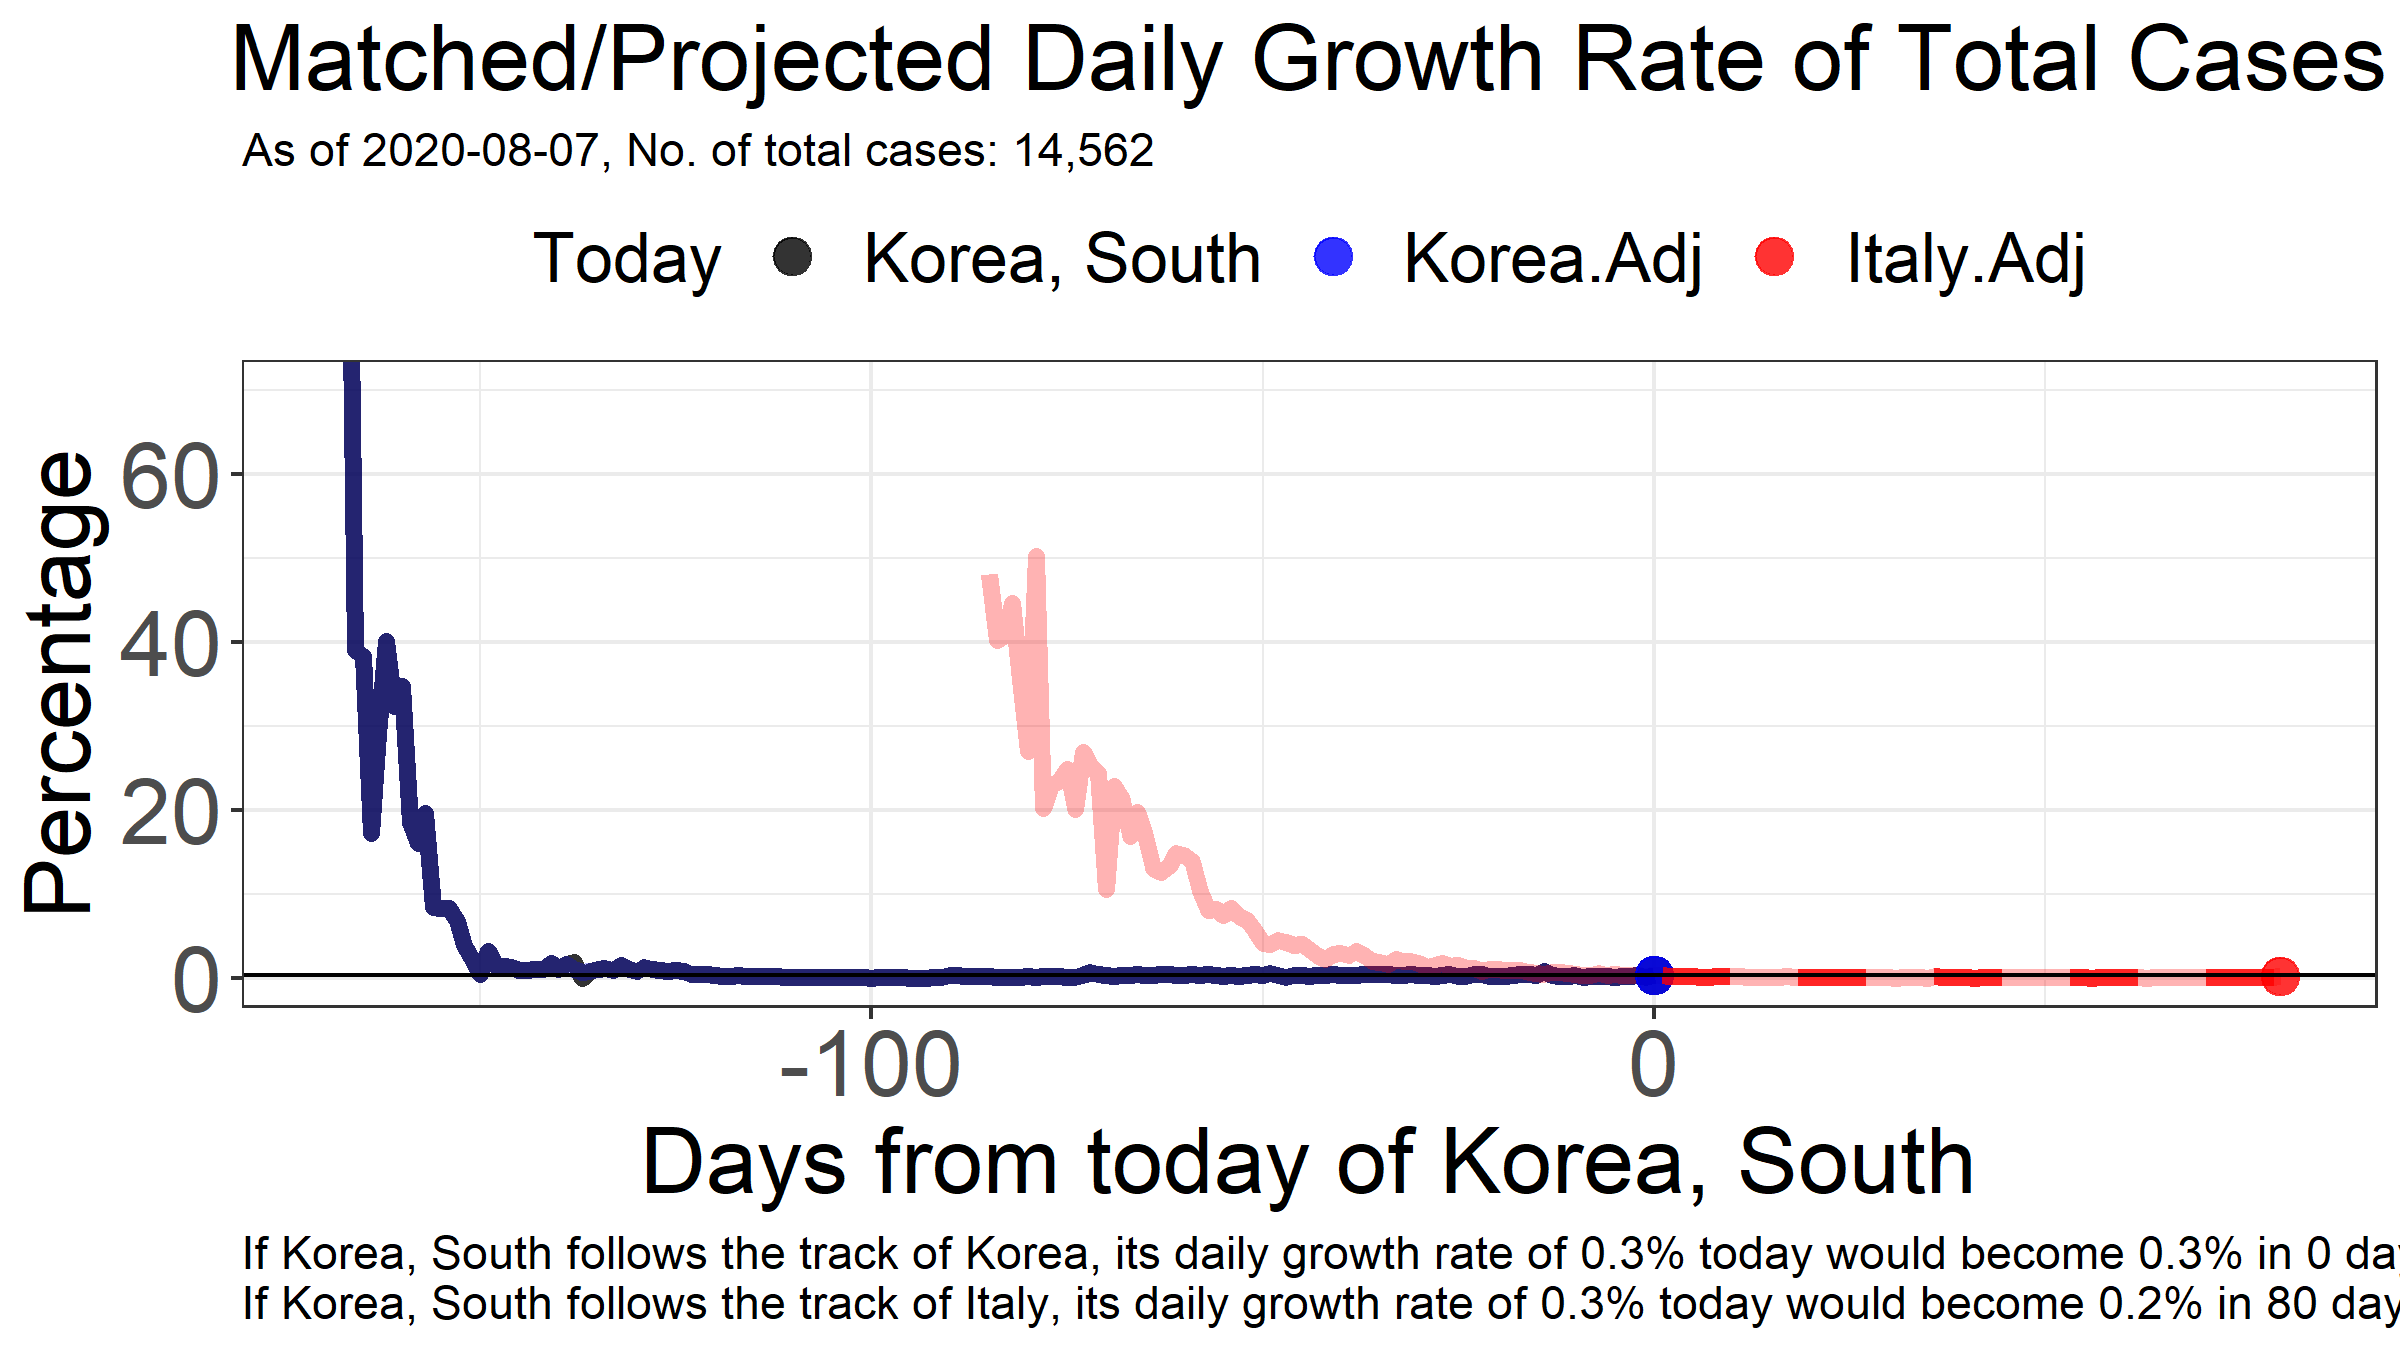 Matched/Projected Daily Growth Rate of Total Cases
As of 2020-08-07, No. of total cases: 14,562
Today Korea, South Korea.Adj Italy.Adj
Percentage
60
40
20
0
-100 0
Days from today of Korea, South
If Korea, South follows the track of Korea, its daily growth rate of 0.3% today would become 0.3% in 0
If Korea, South follows the track of Italy, its daily growth rate of 0.3% today would become 0.2% in 80